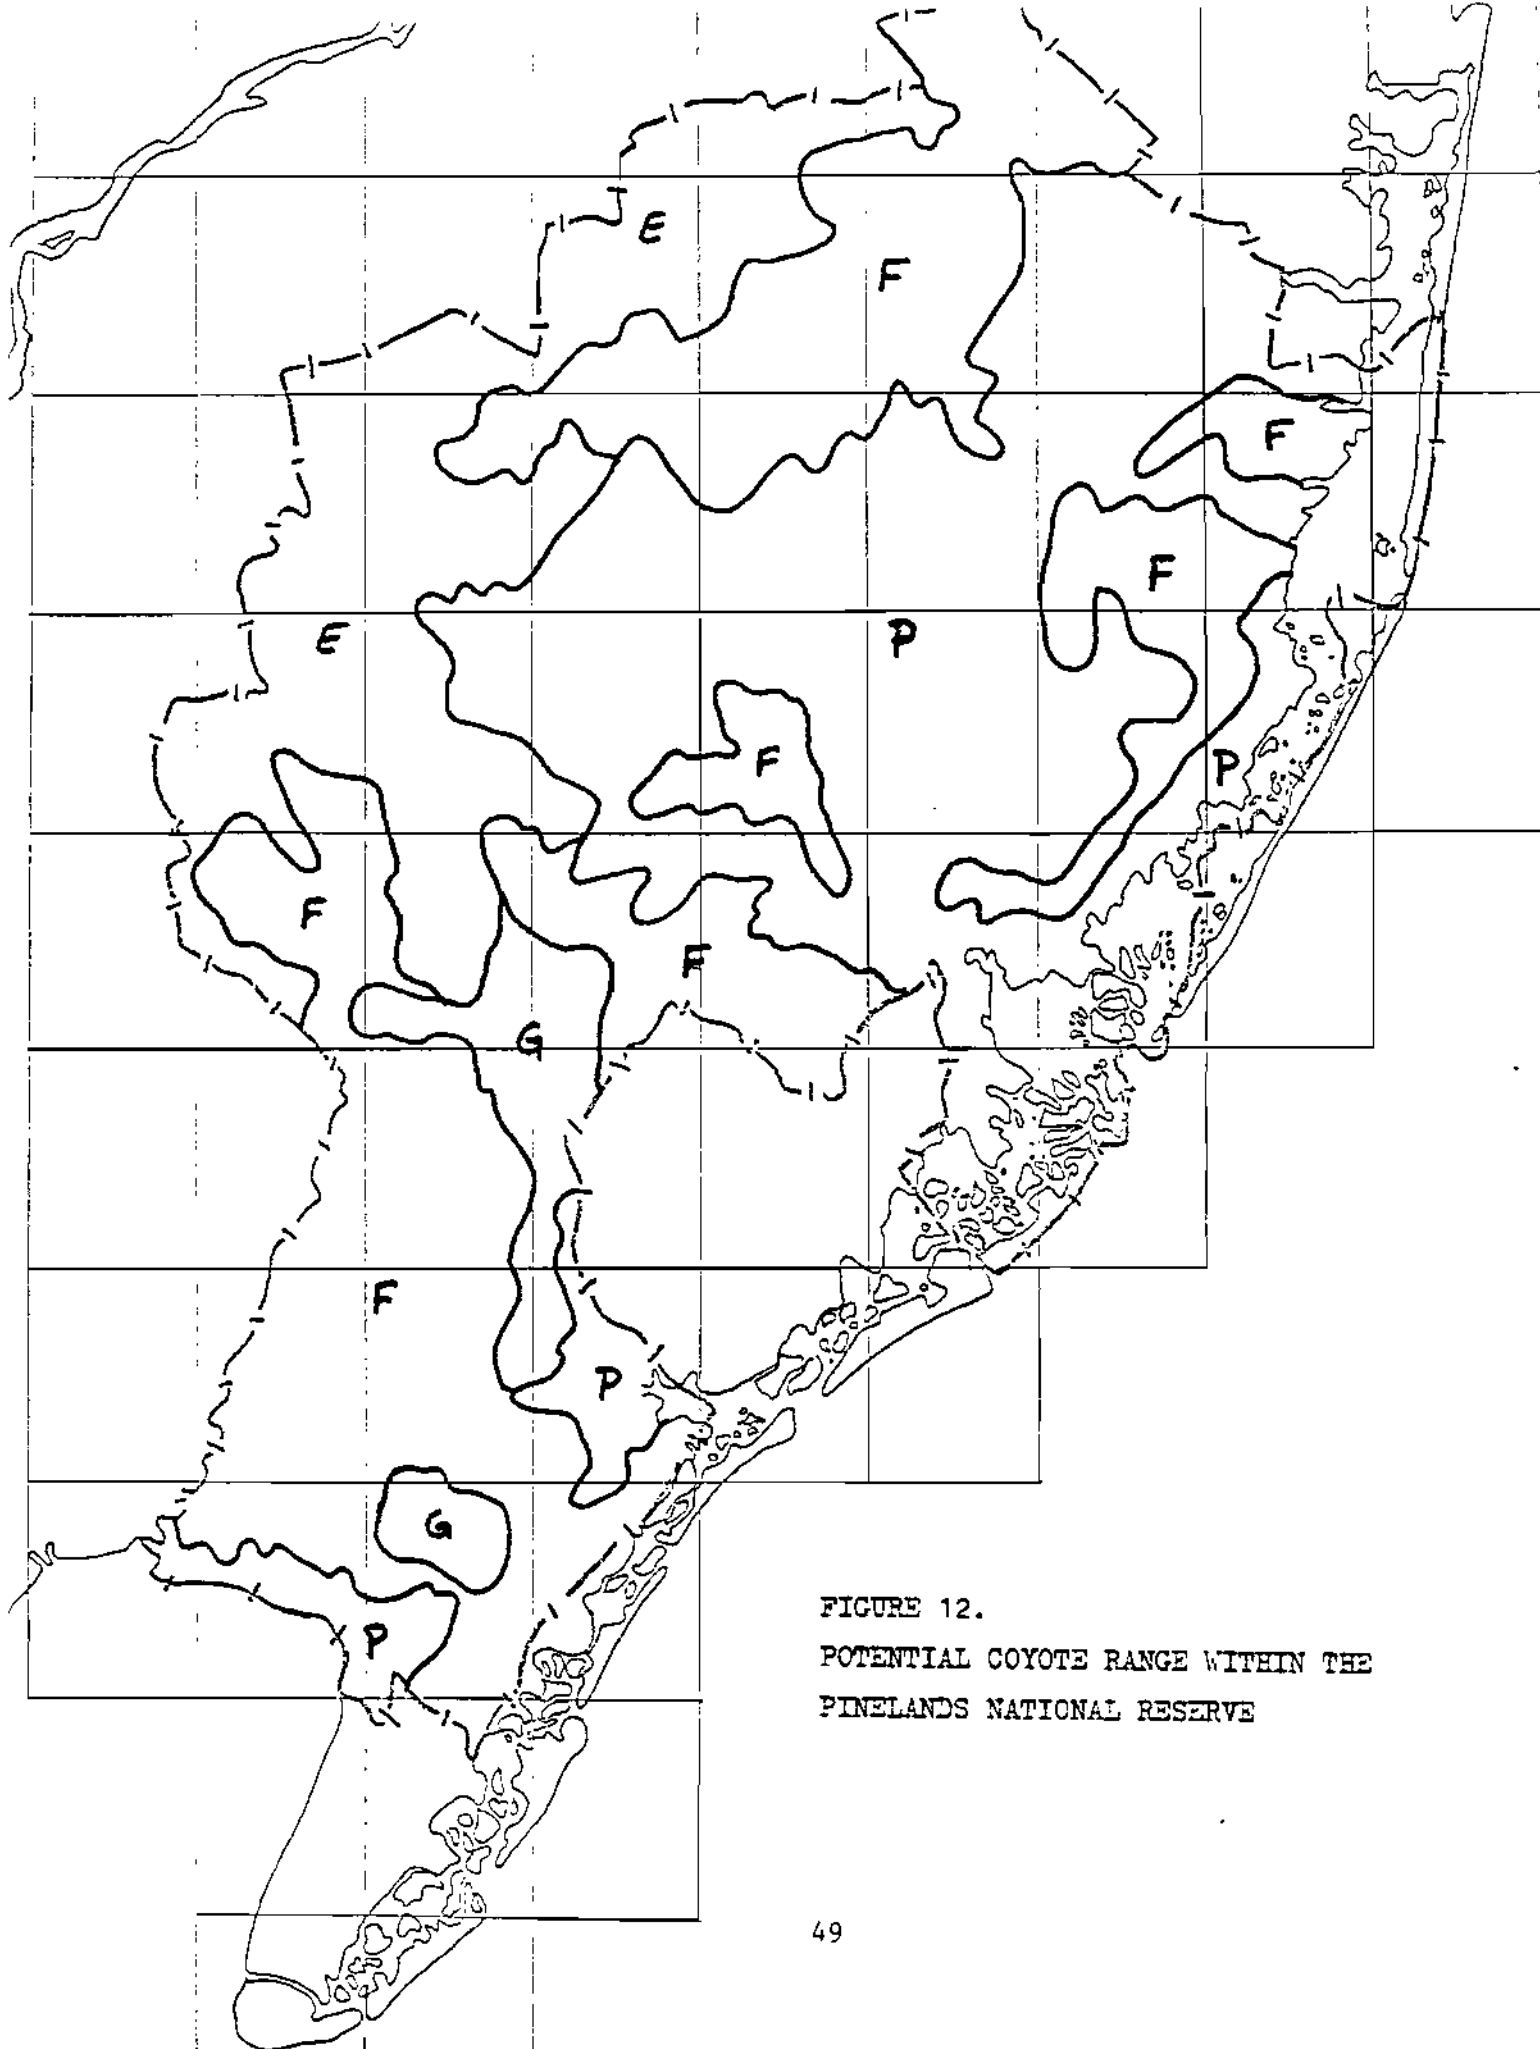 E
F
F
F
E
P
F
P
F
F
G
F
P
G
P
FIGURE 12.
POTENTIAL COYOTE RANGE WITHIN THE
PINELANDS NATIONAL RESERVE
49